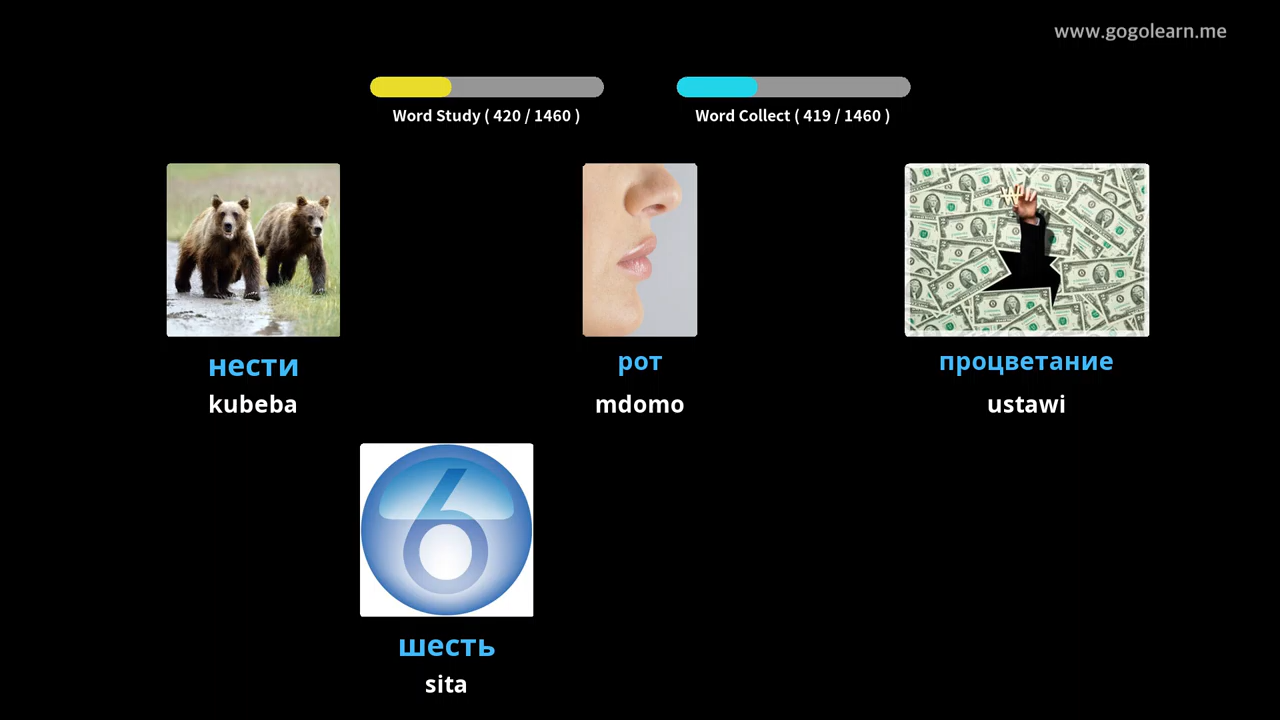 www.gogolearn.me
Word Study ( 420 / 1460 )
Word Collect ( 419 / 1460 )
нести
kubeba
рот
mdomo
процветание
ustawi
6
шесть
sita